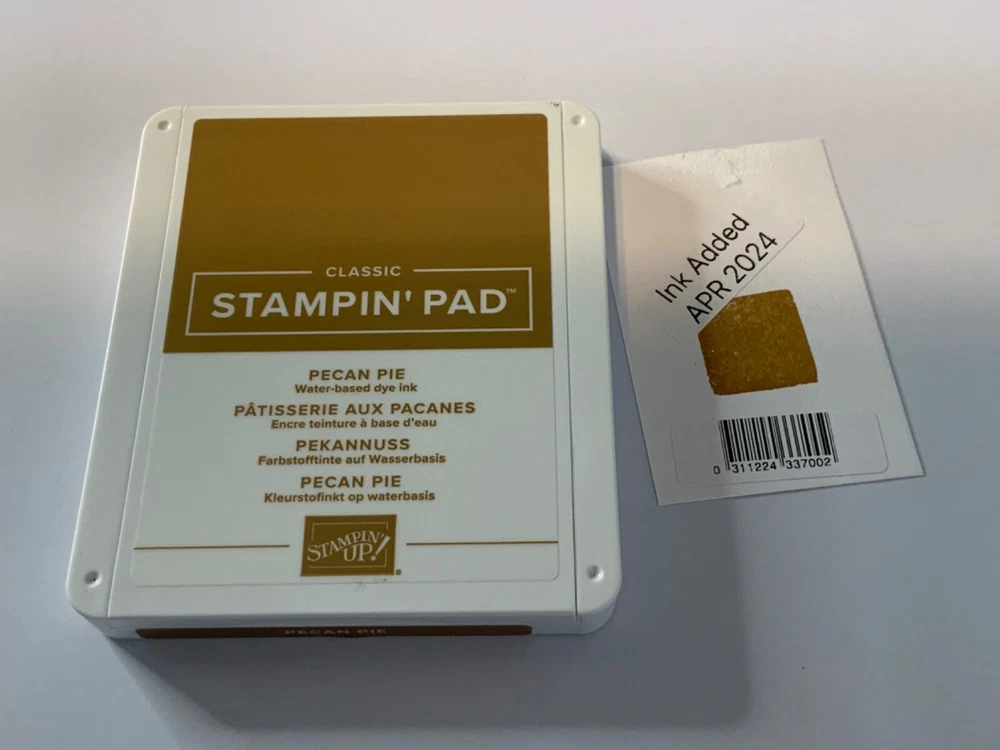 CLASSIC
STAMPIN' PAD™
PECAN PIE
Water-based dye ink
PÂTISSERIE AUX PACANES
Encre teinture à base d'eau
PEKANNUSS
Farbstofftinte auf Wasserbasis
PECAN PIE
Kleurstofinkt op waterbasis
STAMPIN'
UP!®
PECAN PIE
Ink Added
APR 2024
0 311224 337002